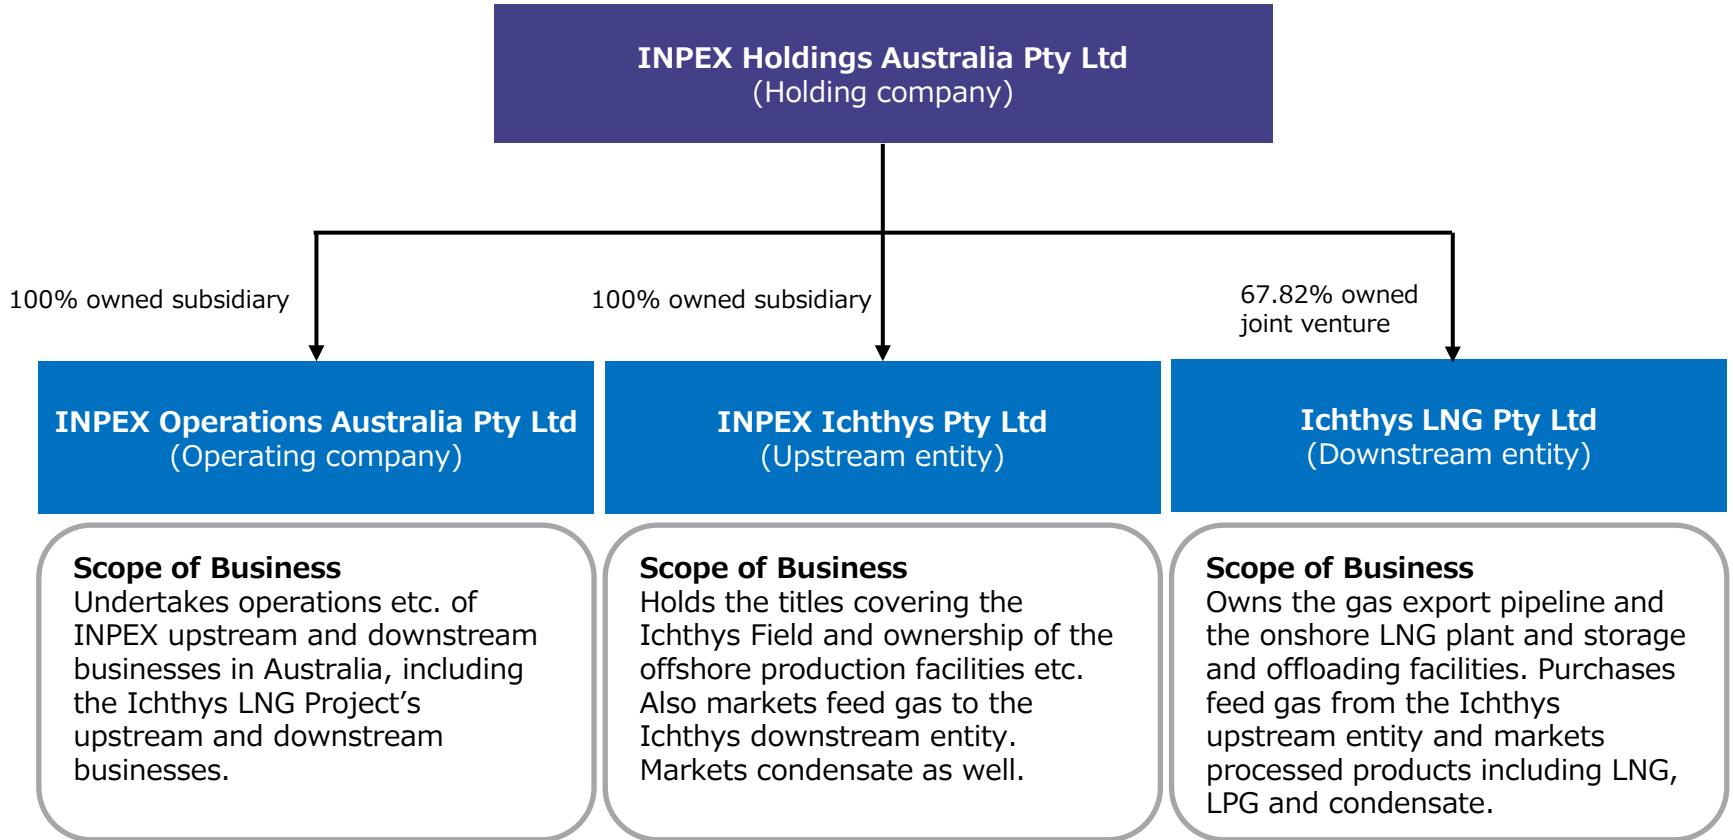 INPEX Holdings Australia Pty Ltd
(Holding company)
100% owned subsidiary
100% owned subsidiary
67.82% owned
joint venture
INPEX Operations Australia Pty Ltd
(Operating company)
INPEX Ichthys Pty Ltd
(Upstream entity)
Ichthys LNG Pty Ltd
(Downstream entity)
Scope of Business
Undertakes operations etc. of
INPEX upstream and downstream
businesses in Australia, including
the Ichthys LNG Project’s
upstream and downstream
businesses.
Scope of Business
Holds the titles covering the
Ichthys Field and ownership of the
offshore production facilities etc.
Also markets feed gas to the
Ichthys downstream entity.
Markets condensate as well.
Scope of Business
Owns the gas export pipeline and
the onshore LNG plant and storage
and offloading facilities. Purchases
feed gas from the Ichthys
upstream entity and markets
processed products including LNG,
LPG and condensate.